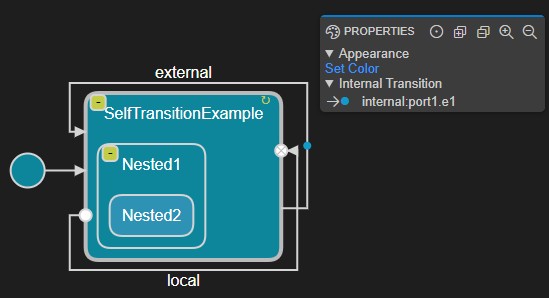 PROPERTIES
Appearance
Set Color
Internal Transition
internal:port1.e1
external
SelfTransitionExample
Nested1
Nested2
local